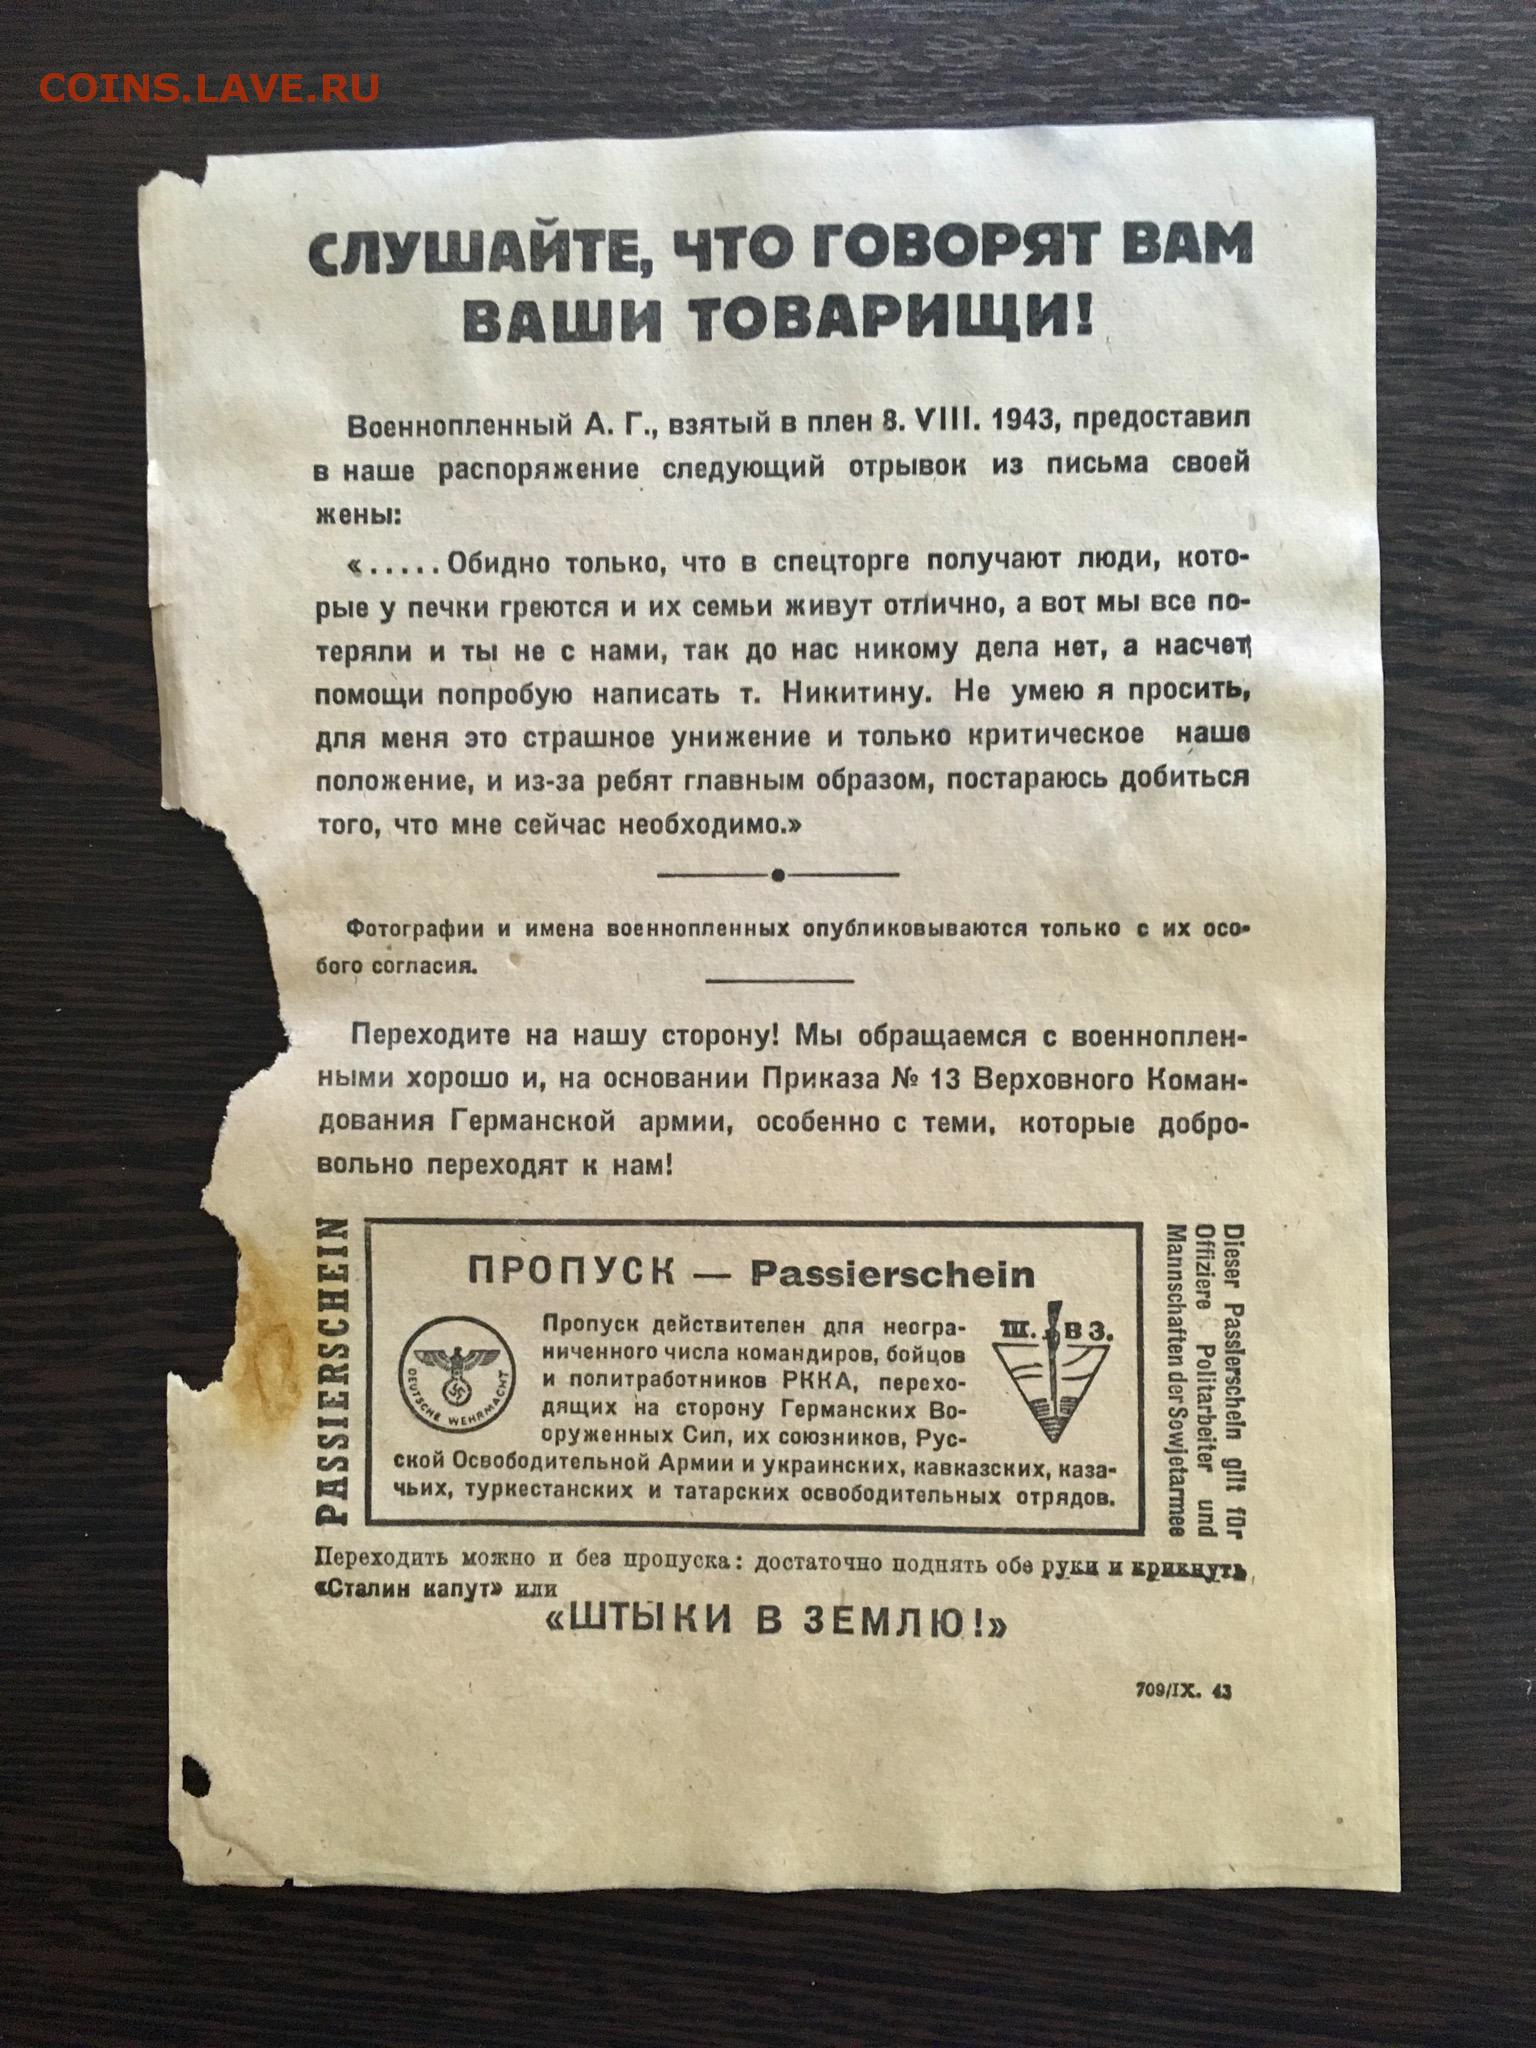 COINS.LAVE.RU
СЛУШАЙТЕ, ЧТО ГОВОРЯТ ВАМ
ВАШИ ТОВАРИЩИ!
Военнопленный А. Г., взятый в плен 8. VIII. 1943, предоставил
в наше распоряжение следующий отрывок из письма своей
жены:
«.....Обидно только, что в спецторге получают люди, кото-
рые у печки греются и их семьи живут отлично, а вот мы все по-
теряли и ты не с нами, так до нас никому дела нет, а насчет
помощи попробую написать т. Никитину. Не умею я просить,
для меня это страшное унижение и только критическое наше
положение, и из-за ребят главным образом, постараюсь добиться
того, что мне сейчас необходимо.»
Фотографии и имена военнопленных опубликовываются только с их осо-
бого согласия.
Переходите на нашу сторону! Мы обращаемся с военноплен-
ными хорошо и, на основании Приказа № 13 Верховного Коман-
дования Германской армии, особенно с теми, которые добро-
вольно переходят к нам!
PASSIERSCHEIN
ПРОПУСК — Passierschein
DEUTSCHE WEHRMACHT
Пропуск действителен для неогра-
ниченного числа командиров, бойцов
и политработников РККА, перехо-
дящих на сторону Германских Во-
оруженных Сил, их союзников, Рус-
ской Освободительной Армии и украинских, кавказских, каза-
чьих, туркестанских и татарских освободительных отрядов.
Ш. В З.
Dieser Passierschein gilt für
Offiziere Politarbeiter und
Mannschaften der Sowjetarmee
Переходить можно и без пропуска: достаточно поднять обе руки и крикнуть
«Сталин капут» или
«ШТЫКИ В ЗЕМЛЮ!»
709/IX. 43